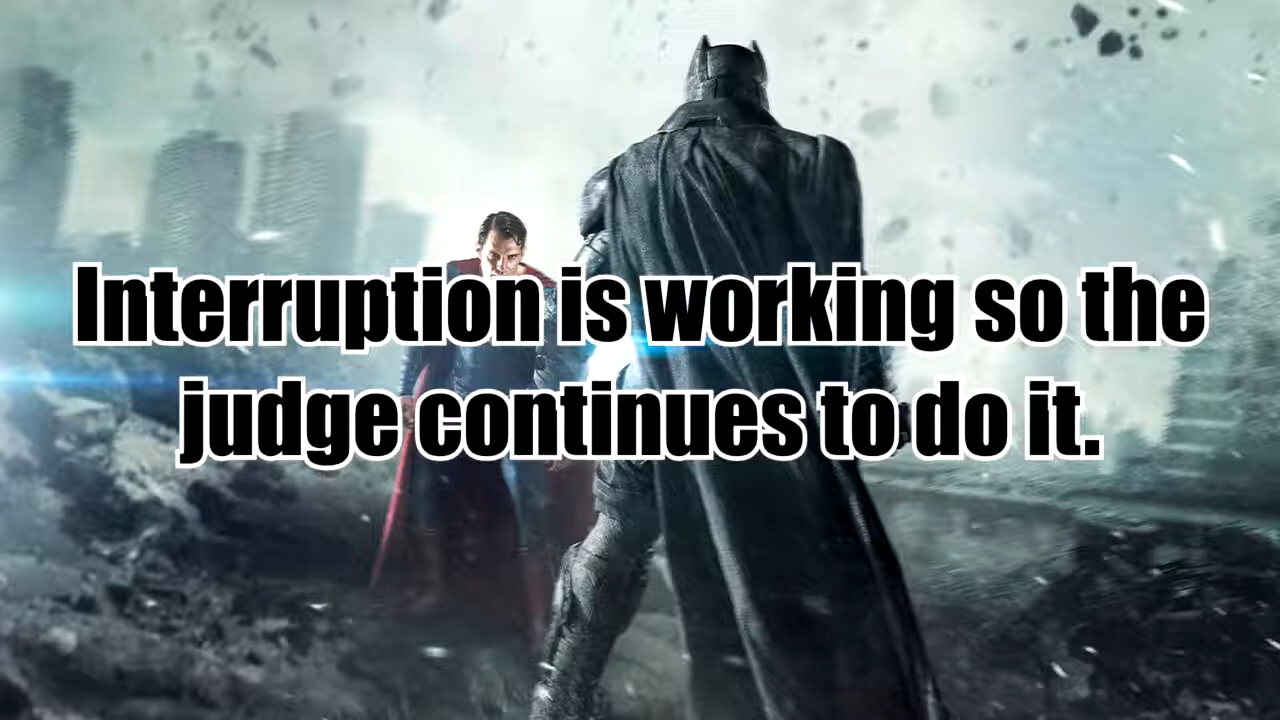 Interruption is working so the
judge continues to do it.